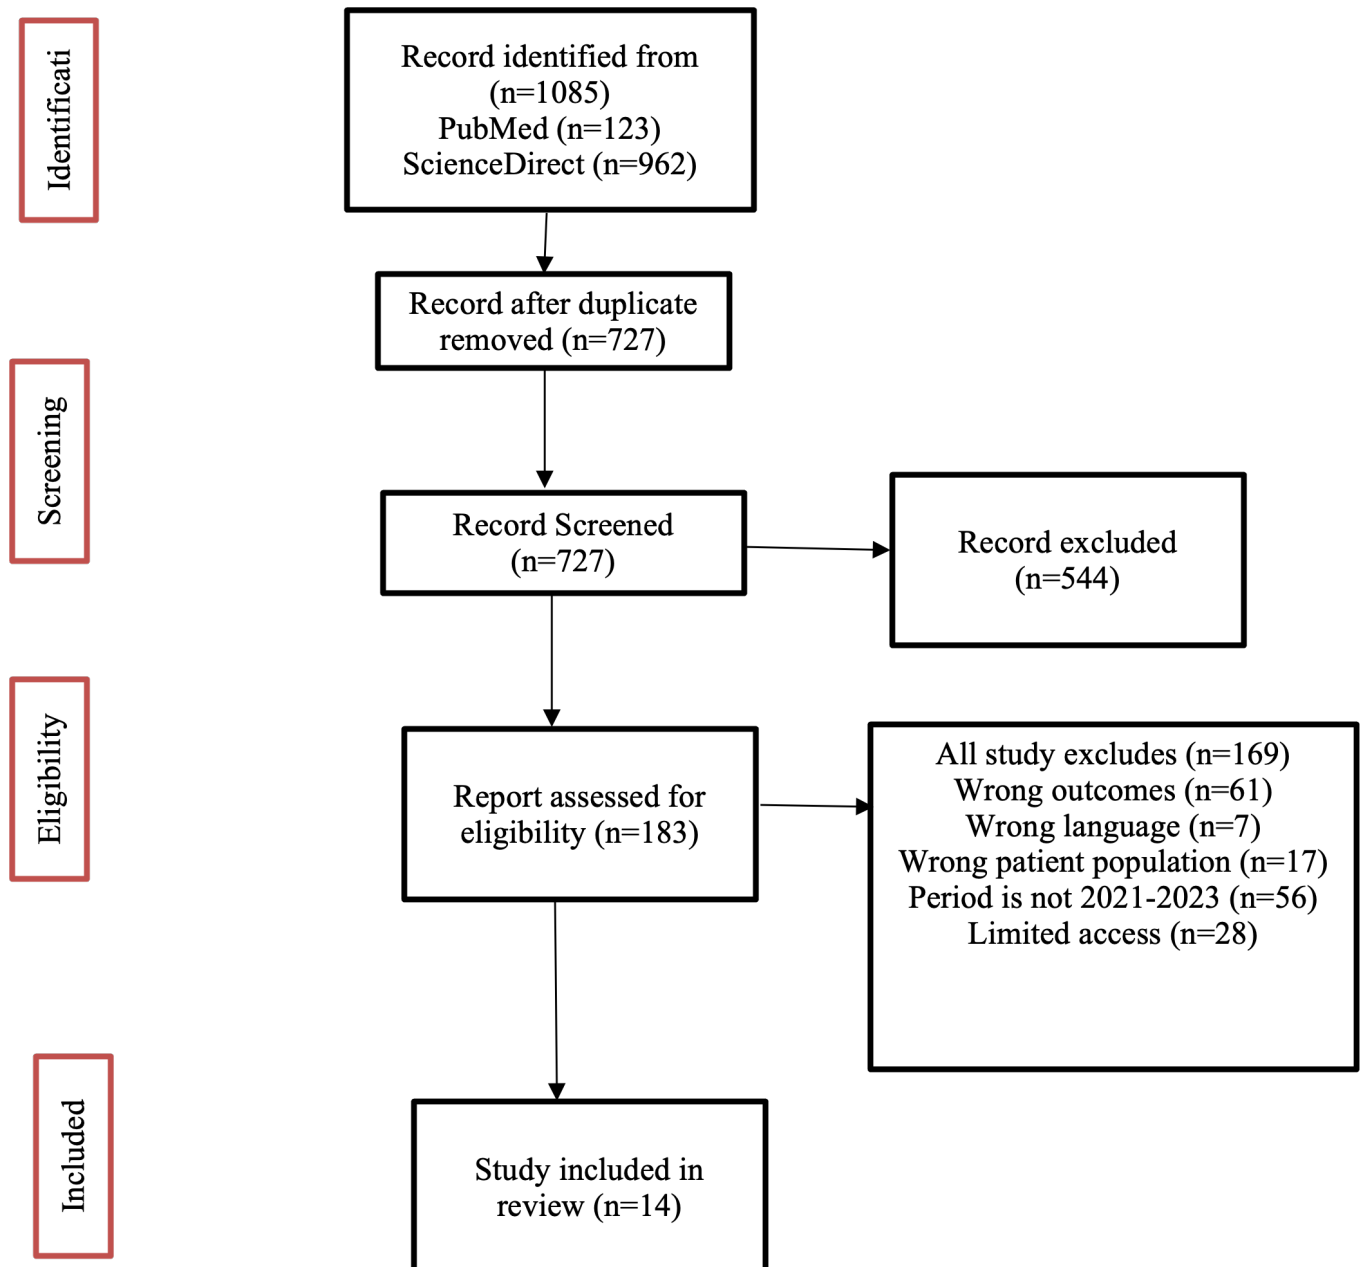 Identificati
Record identified from
(n=1085)
PubMed (n=123)
ScienceDirect (n=962)
Record after duplicate
removed (n=727)
Screening
Record Screened
(n=727)
Record excluded
(n=544)
Eligibility
Report assessed for
eligibility (n=183)
All study excludes (n=169)
Wrong outcomes (n=61)
Wrong language (n=7)
Wrong patient population (n=17)
Period is not 2021-2023 (n=56)
Limited access (n=28)
Included
Study included in
review (n=14)